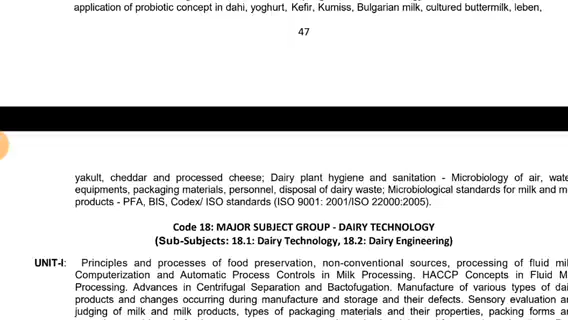 application of probiotic concept in dahi, yoghurt, Kefir, Kumiss, Bulgarian milk, cultured buttermilk, leben,
47
yakult, cheddar and processed cheese; Dairy plant hygiene and sanitation - Microbiology of air, wate
equipments, packaging materials, personnel, disposal of dairy waste; Microbiological standards for milk and m
products - PFA, BIS, Codex/ ISO standards (ISO 9001: 2001/ISO 22000:2005).
Code 18: MAJOR SUBJECT GROUP - DAIRY TECHNOLOGY
(Sub-Subjects: 18.1: Dairy Technology, 18.2: Dairy Engineering)
UNIT-I: Principles and processes of food preservation, non-conventional sources, processing of fluid mil
Computerization and Automatic Process Controls in Milk Processing. HACCP Concepts in Fluid M
Processing. Advances in Centrifugal Separation and Bactofugation. Manufacture of various types of dai
products and changes occurring during manufacture and storage and their defects. Sensory evaluation an
judging of milk and milk products, types of packaging materials and their properties, packing forms an